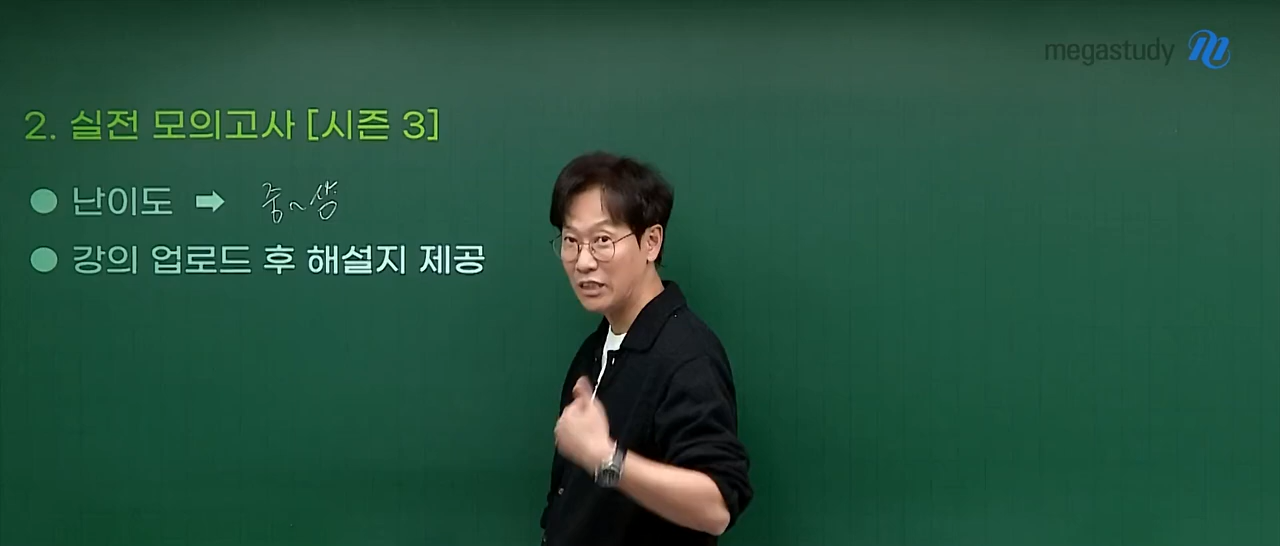 megastudy
2. 실전 모의고사 [시즌 3]
● 난이도 ➡ 중~상
● 강의 업로드 후 해설지 제공